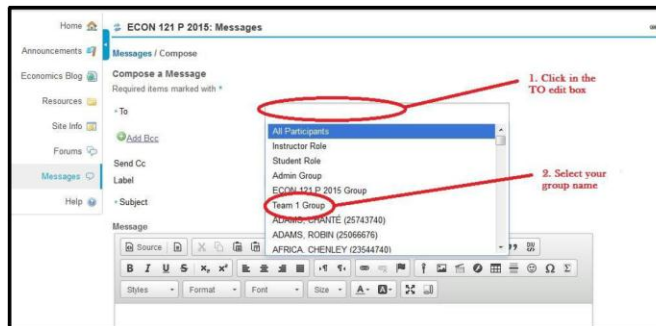 Home
ECON 121 P 2015: Messages
Announcements
Messages / Compose
Economics Blog
Compose a Message
Required items marked with *
Resources
* To
1. Click in the
TO edit box
Site Info
Add Bcc
All Participants
Instructor Role
Forums
Send Cc
Student Role
Admin Group
Messages
Label
ECON 121 P 2015 Group
2. Select your
group name
Help
* Subject
Team 1 Group
ADAMS, CHANTÉ (25743740)
Message
ADAMS, ROBIN (25066676)
Source
AFRICA, CHENLEY (23544740)
B I U S x₂ x² Ω Σ
Styles Format Font Size A A